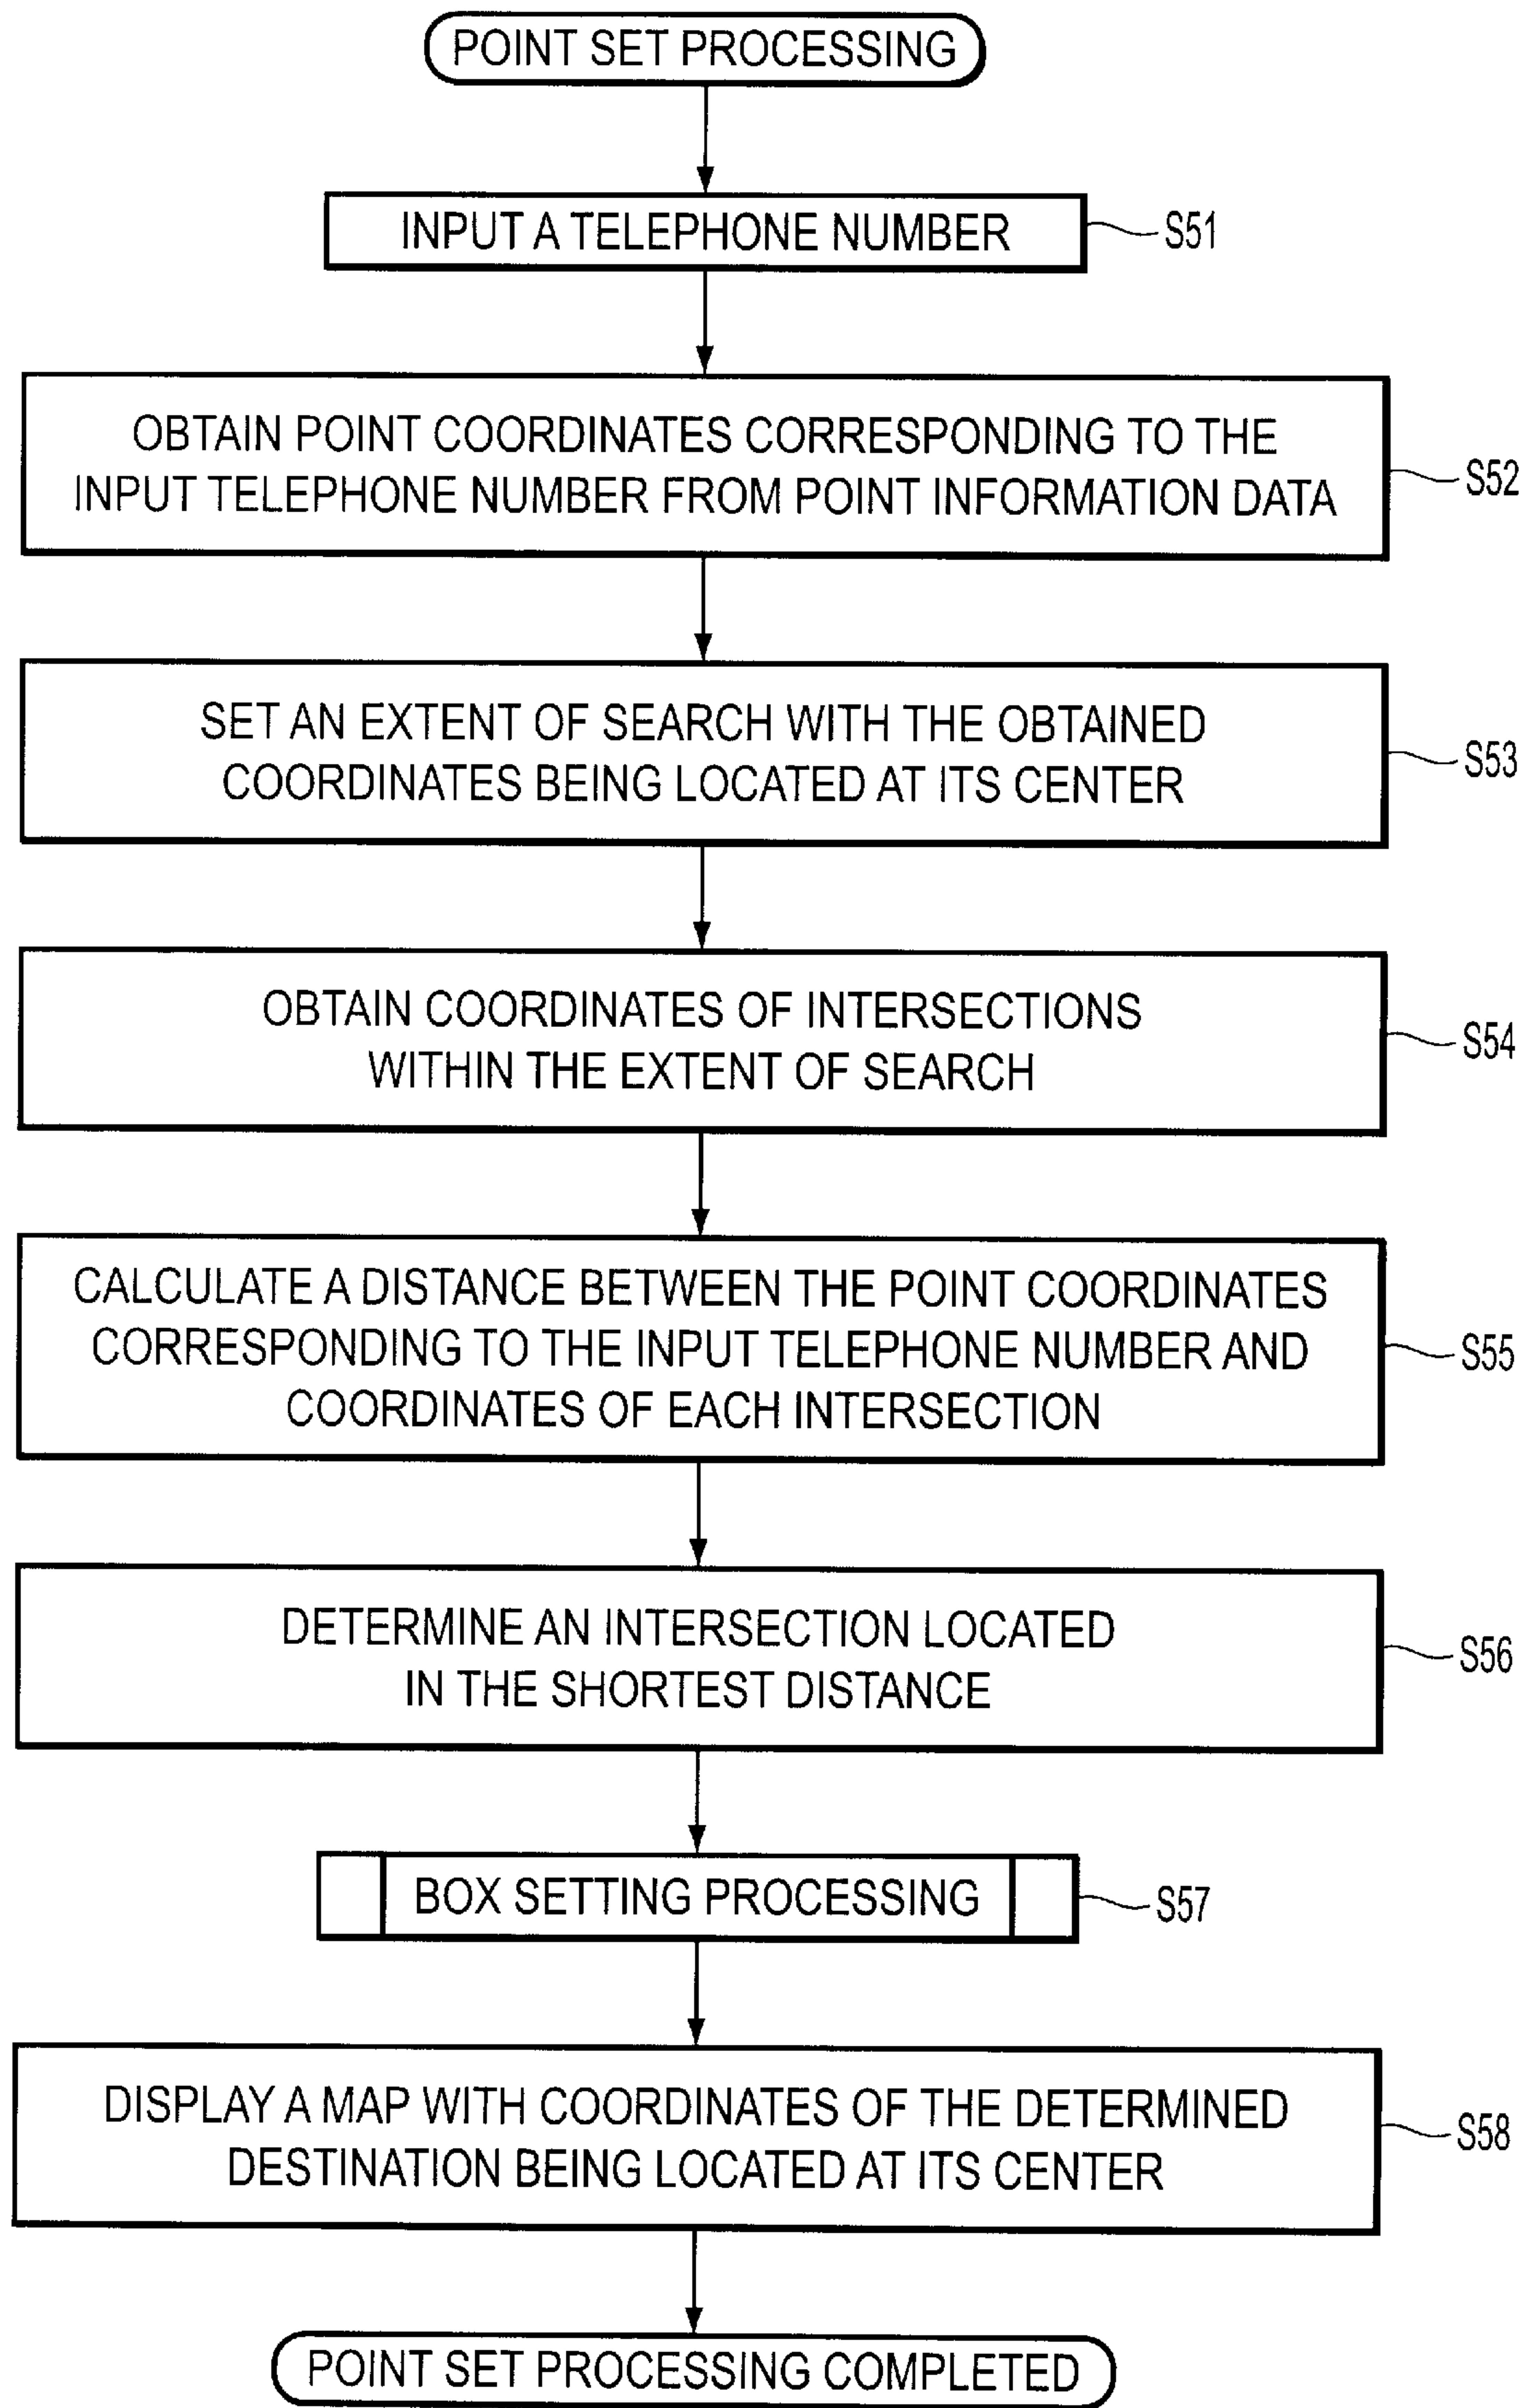 POINT SET PROCESSING
INPUT A TELEPHONE NUMBER
S51
OBTAIN POINT COORDINATES CORRESPONDING TO THE
INPUT TELEPHONE NUMBER FROM POINT INFORMATION DATA
S52
SET AN EXTENT OF SEARCH WITH THE OBTAINED
COORDINATES BEING LOCATED AT ITS CENTER
S53
OBTAIN COORDINATES OF INTERSECTIONS
WITHIN THE EXTENT OF SEARCH
S54
CALCULATE A DISTANCE BETWEEN THE POINT COORDINATES
CORRESPONDING TO THE INPUT TELEPHONE NUMBER AND
COORDINATES OF EACH INTERSECTION
S55
DETERMINE AN INTERSECTION LOCATED
IN THE SHORTEST DISTANCE
S56
BOX SETTING PROCESSING
S57
DISPLAY A MAP WITH COORDINATES OF THE DETERMINED
DESTINATION BEING LOCATED AT ITS CENTER
S58
POINT SET PROCESSING COMPLETED